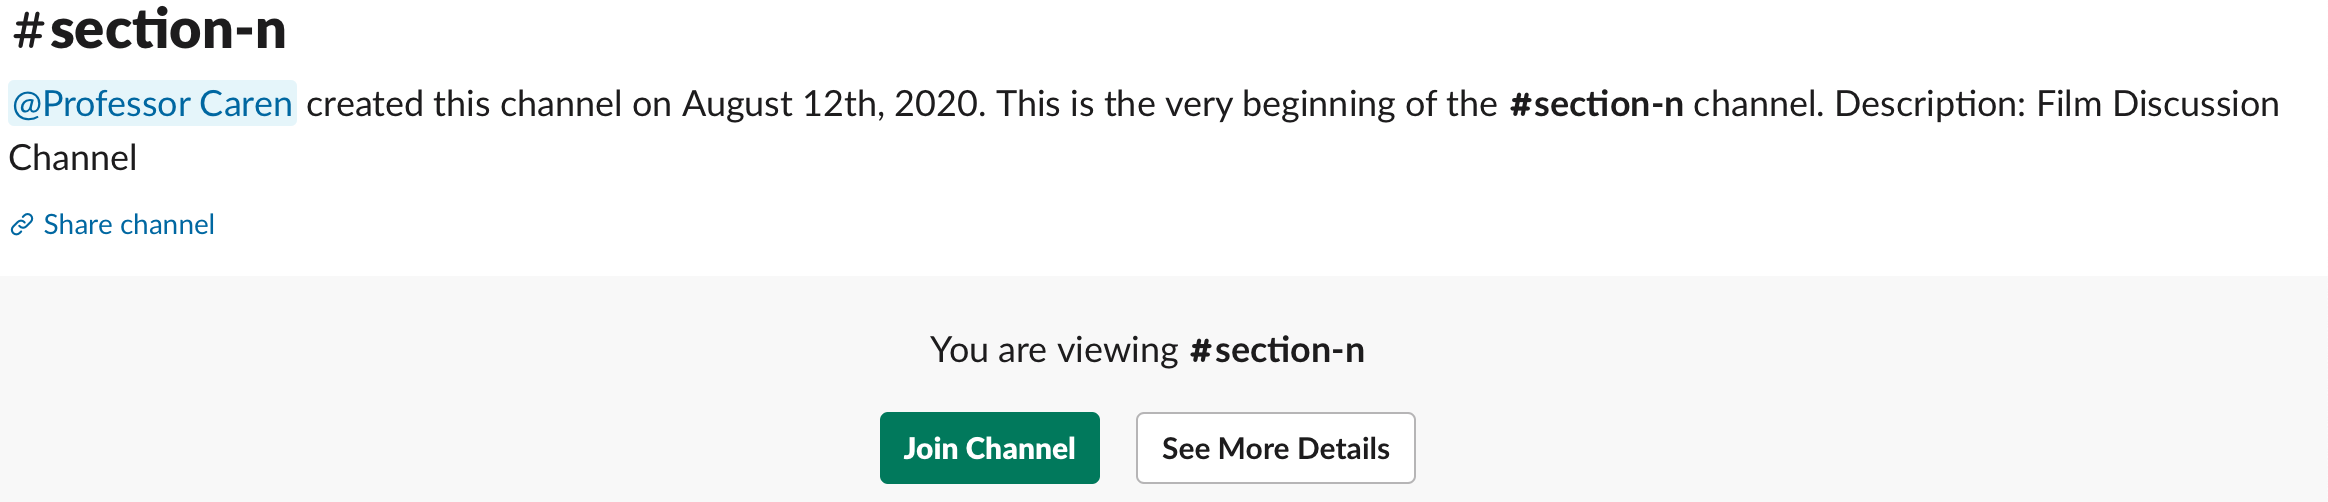 #section-n
@Professor Caren created this channel on August 12th, 2020. This is the very beginning of the #section-n channel. Description: Film Discussion
Channel
Share channel
You are viewing #section-n
Join Channel See More Details